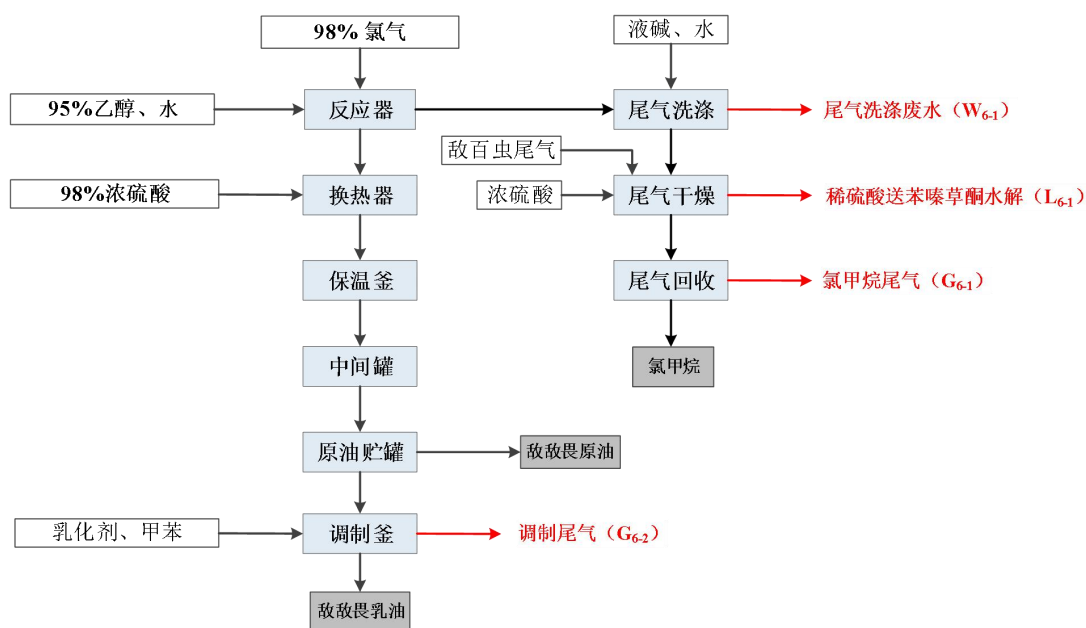 98% 氯气
液碱、水
95%乙醇、水
反应器
尾气洗涤
尾气洗涤废水（W6-1）
敌百虫尾气
98%浓硫酸
换热器
浓硫酸
尾气干燥
稀硫酸送苯嗪草酮水解（L6-1）
保温釜
尾气回收
氯甲烷尾气（G6-1）
中间罐
氯甲烷
原油贮罐
敌敌畏原油
乳化剂、甲苯
调制釜
调制尾气（G6-2）
敌敌畏乳油